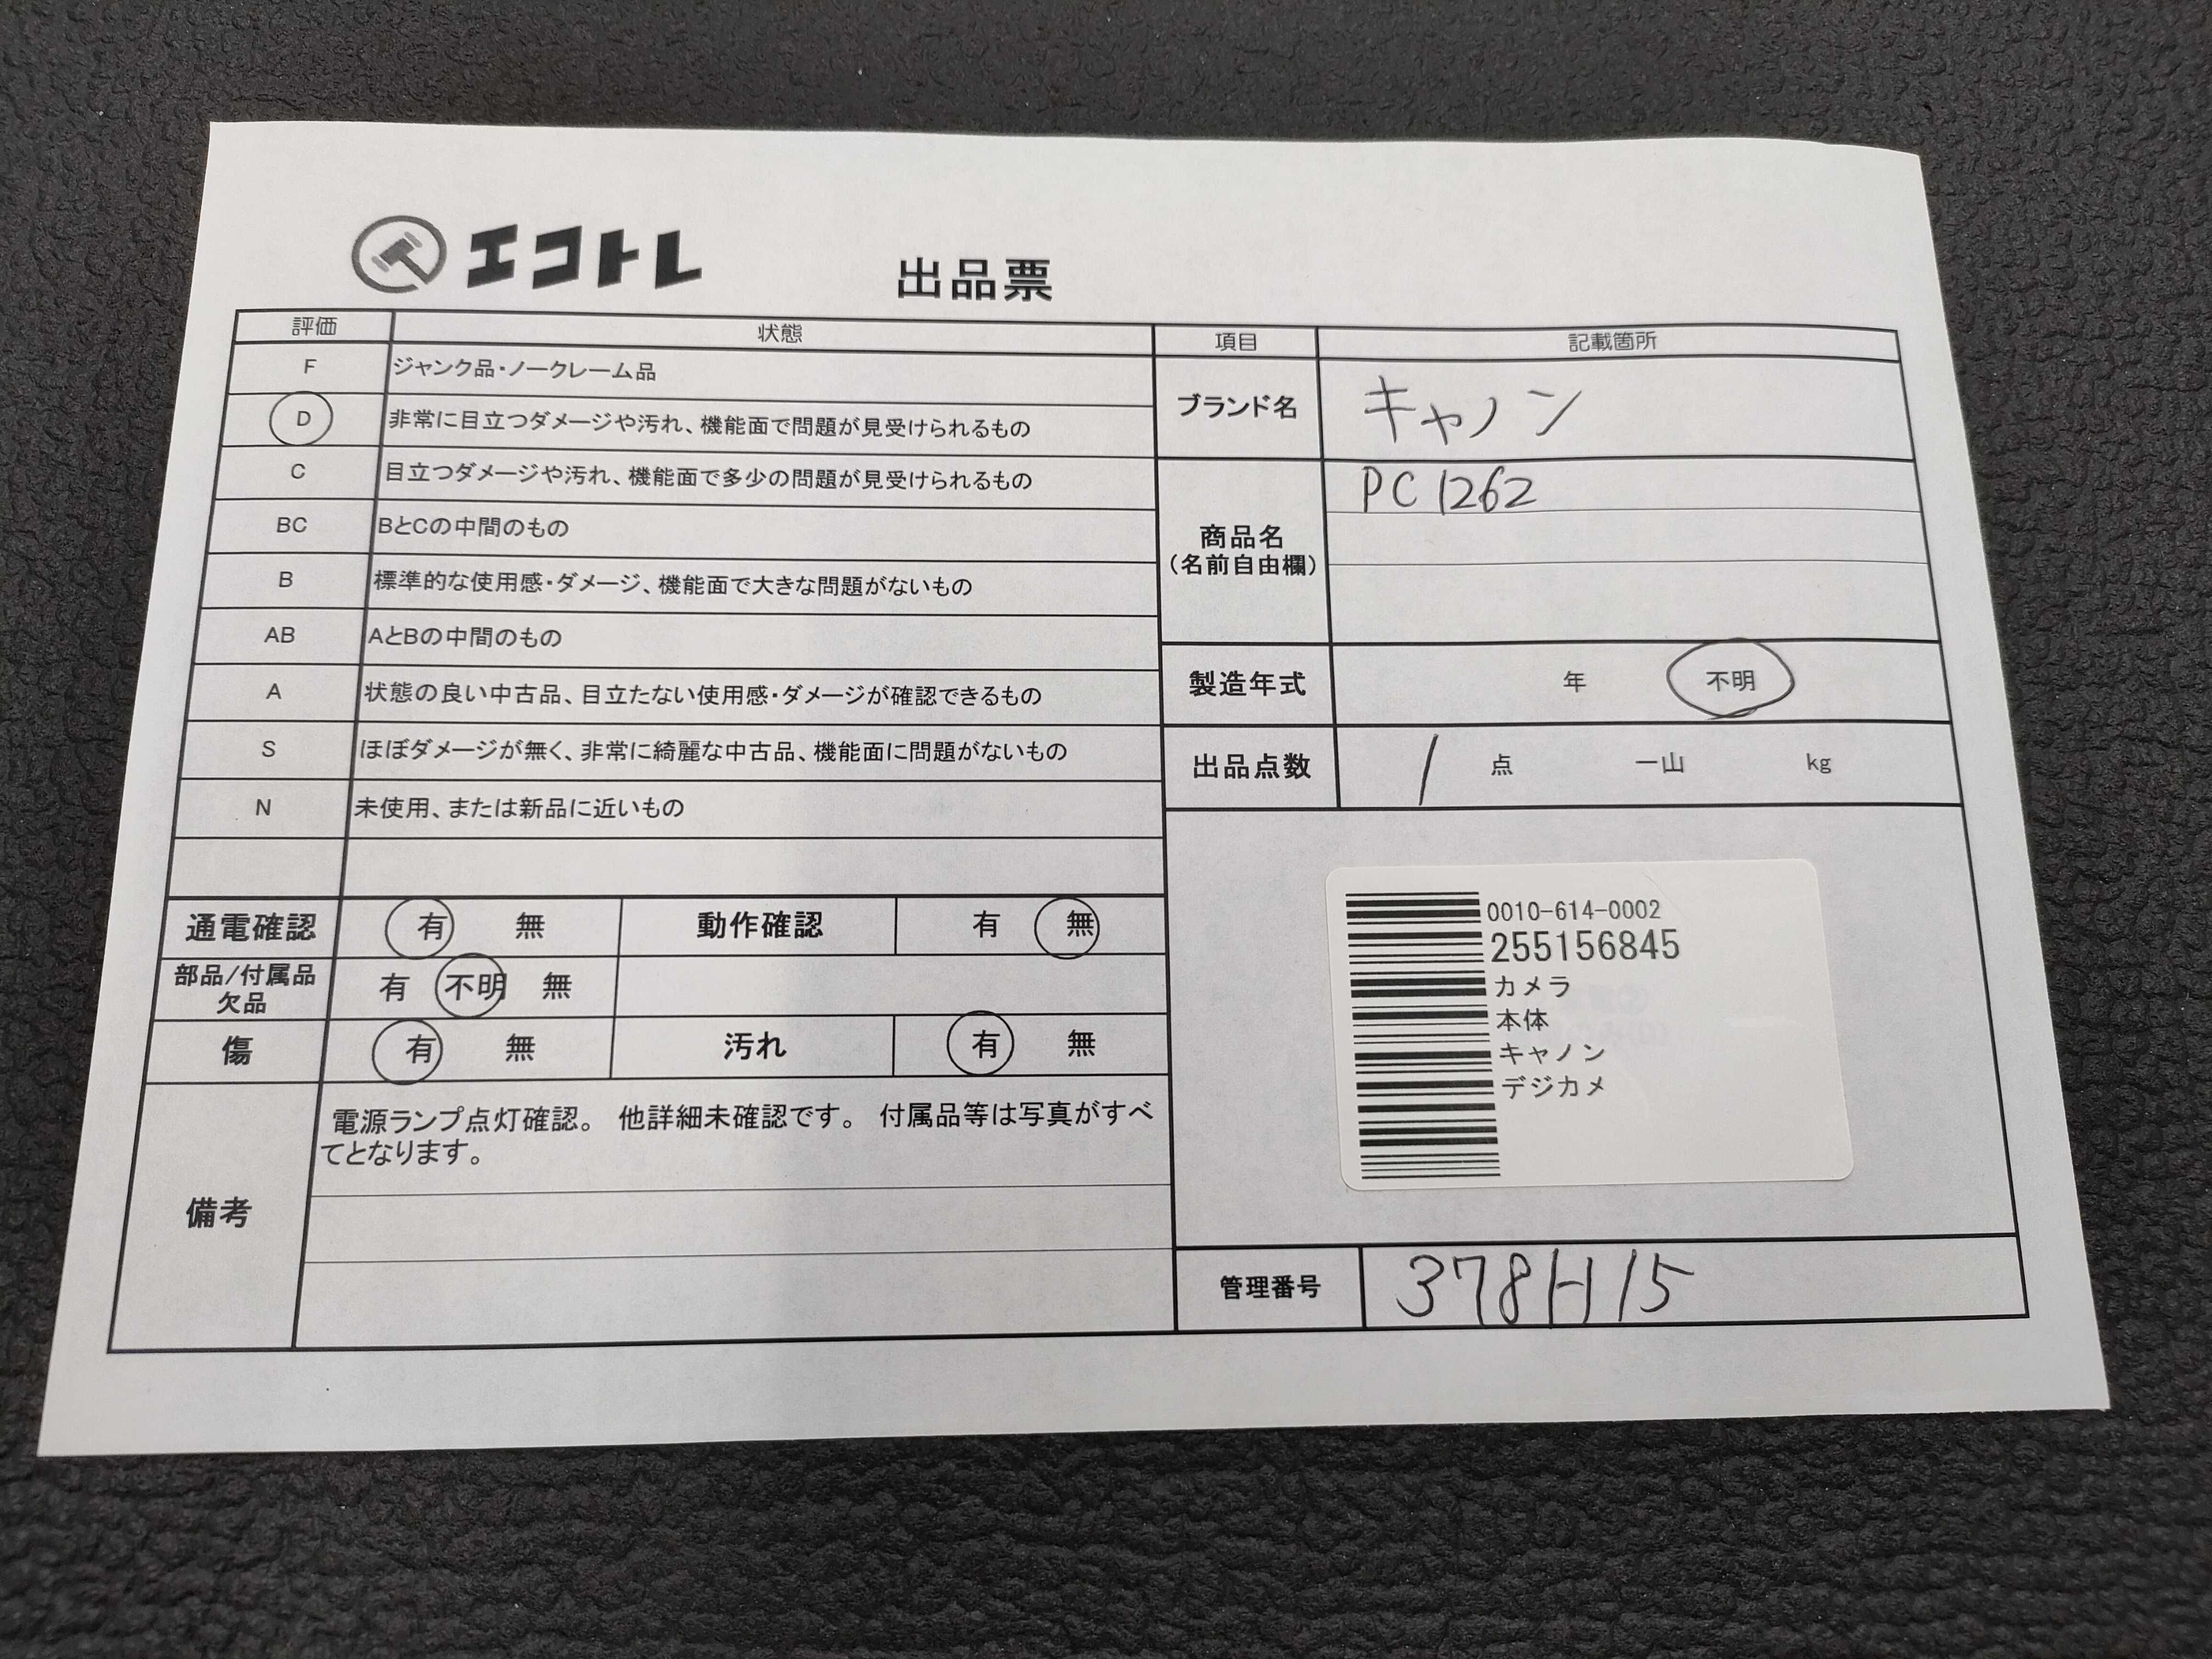 エコトレ
出品票
評価 状態
F ジャンク品・ノークレーム品
D 非常に目立つダメージや汚れ、機能面で問題が見受けられるもの
C 目立つダメージや汚れ、機能面で多少の問題が見受けられるもの
BC BとCの中間のもの
B 標準的な使用感・ダメージ、機能面で大きな問題がないもの
AB AとBの中間のもの
A 状態の良い中古品、目立たない使用感・ダメージが確認できるもの
S ほぼダメージが無く、非常に綺麗な中古品、機能面に問題がないもの
N 未使用、または新品に近いもの
通電確認 有 無 動作確認 有 無
部品/付属品
欠品 有 不明 無
傷 有 無 汚れ 有 無
備考
電源ランプ点灯確認。 他詳細未確認です。 付属品等は写真がすべ
てとなります。
項目 記載箇所
ブランド名 キャノン
商品名
(名前自由欄)
PC1262
製造年式 年 不明
出品点数 1 点 一山 kg
0010-614-0002
255156845
カメラ
本体
キャノン
デジカメ
管理番号 378H15